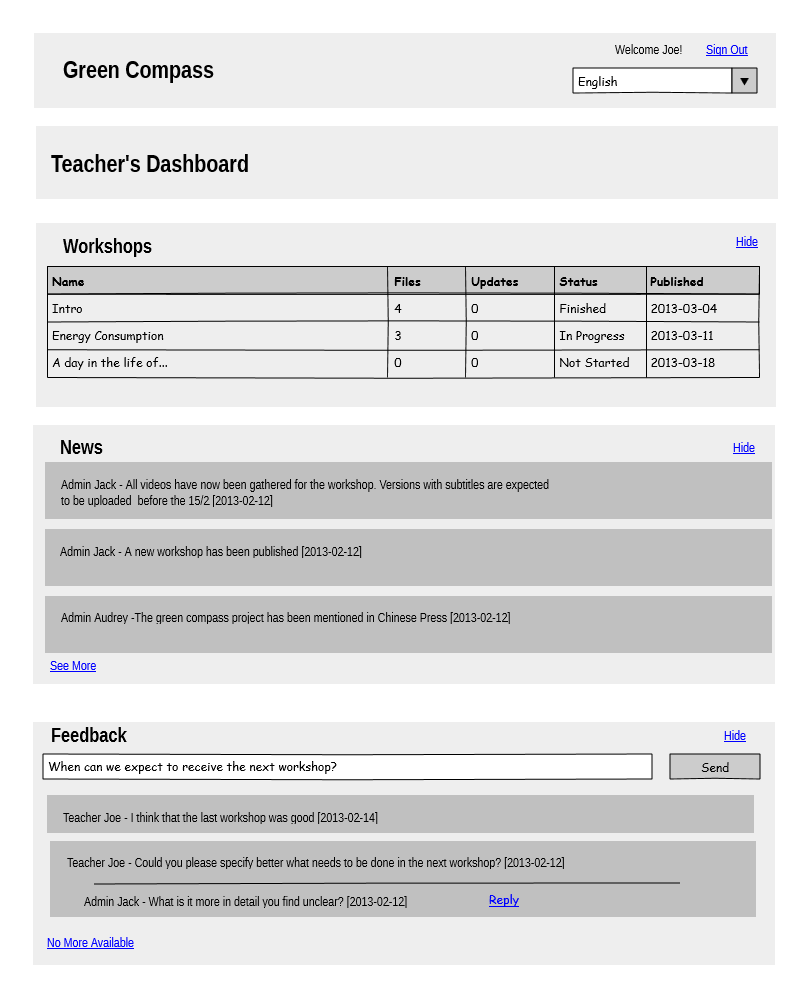 Welcome Joe! Sign Out
Green Compass
English
Teacher's Dashboard
Workshops Hide
Name Files Updates Status Published
Intro 4 0 Finished 2013-03-04
Energy Consumption 3 0 In Progress 2013-03-11
A day in the life of... 0 0 Not Started 2013-03-18
News Hide
Admin Jack - All videos have now been gathered for the workshop. Versions with subtitles are expected
to be uploaded  before the 15/2 [2013-02-12]
Admin Jack - A new workshop has been published [2013-02-12]
Admin Audrey -The green compass project has been mentioned in Chinese Press [2013-02-12]
See More
Feedback Hide
When can we expect to receive the next workshop? Send
Teacher Joe - I think that the last workshop was good [2013-02-14]
Teacher Joe - Could you please specify better what needs to be done in the next workshop? [2013-02-12]
Admin Jack - What is it more in detail you find unclear? [2013-02-12] Reply
No More Available